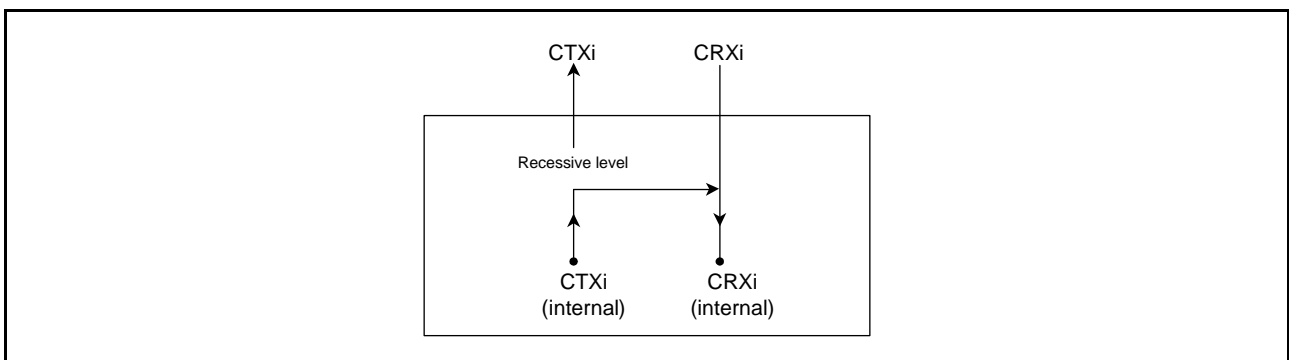 CTXi
CRXi
Recessive level
CTXi
(internal)
CRXi
(internal)